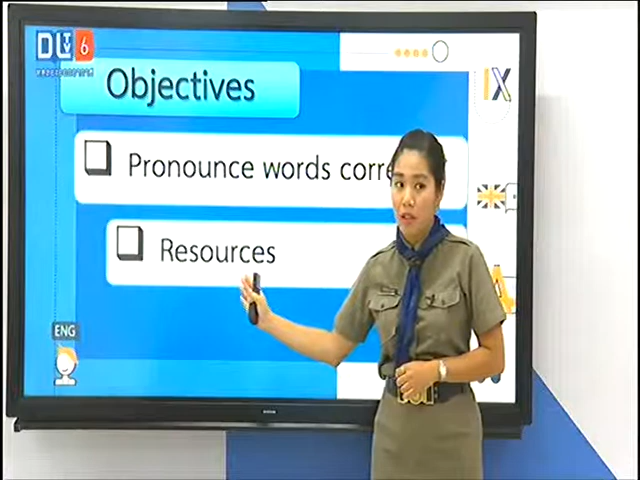 DLTV 6
Objectives
Pronounce words corre
Resources
ENG